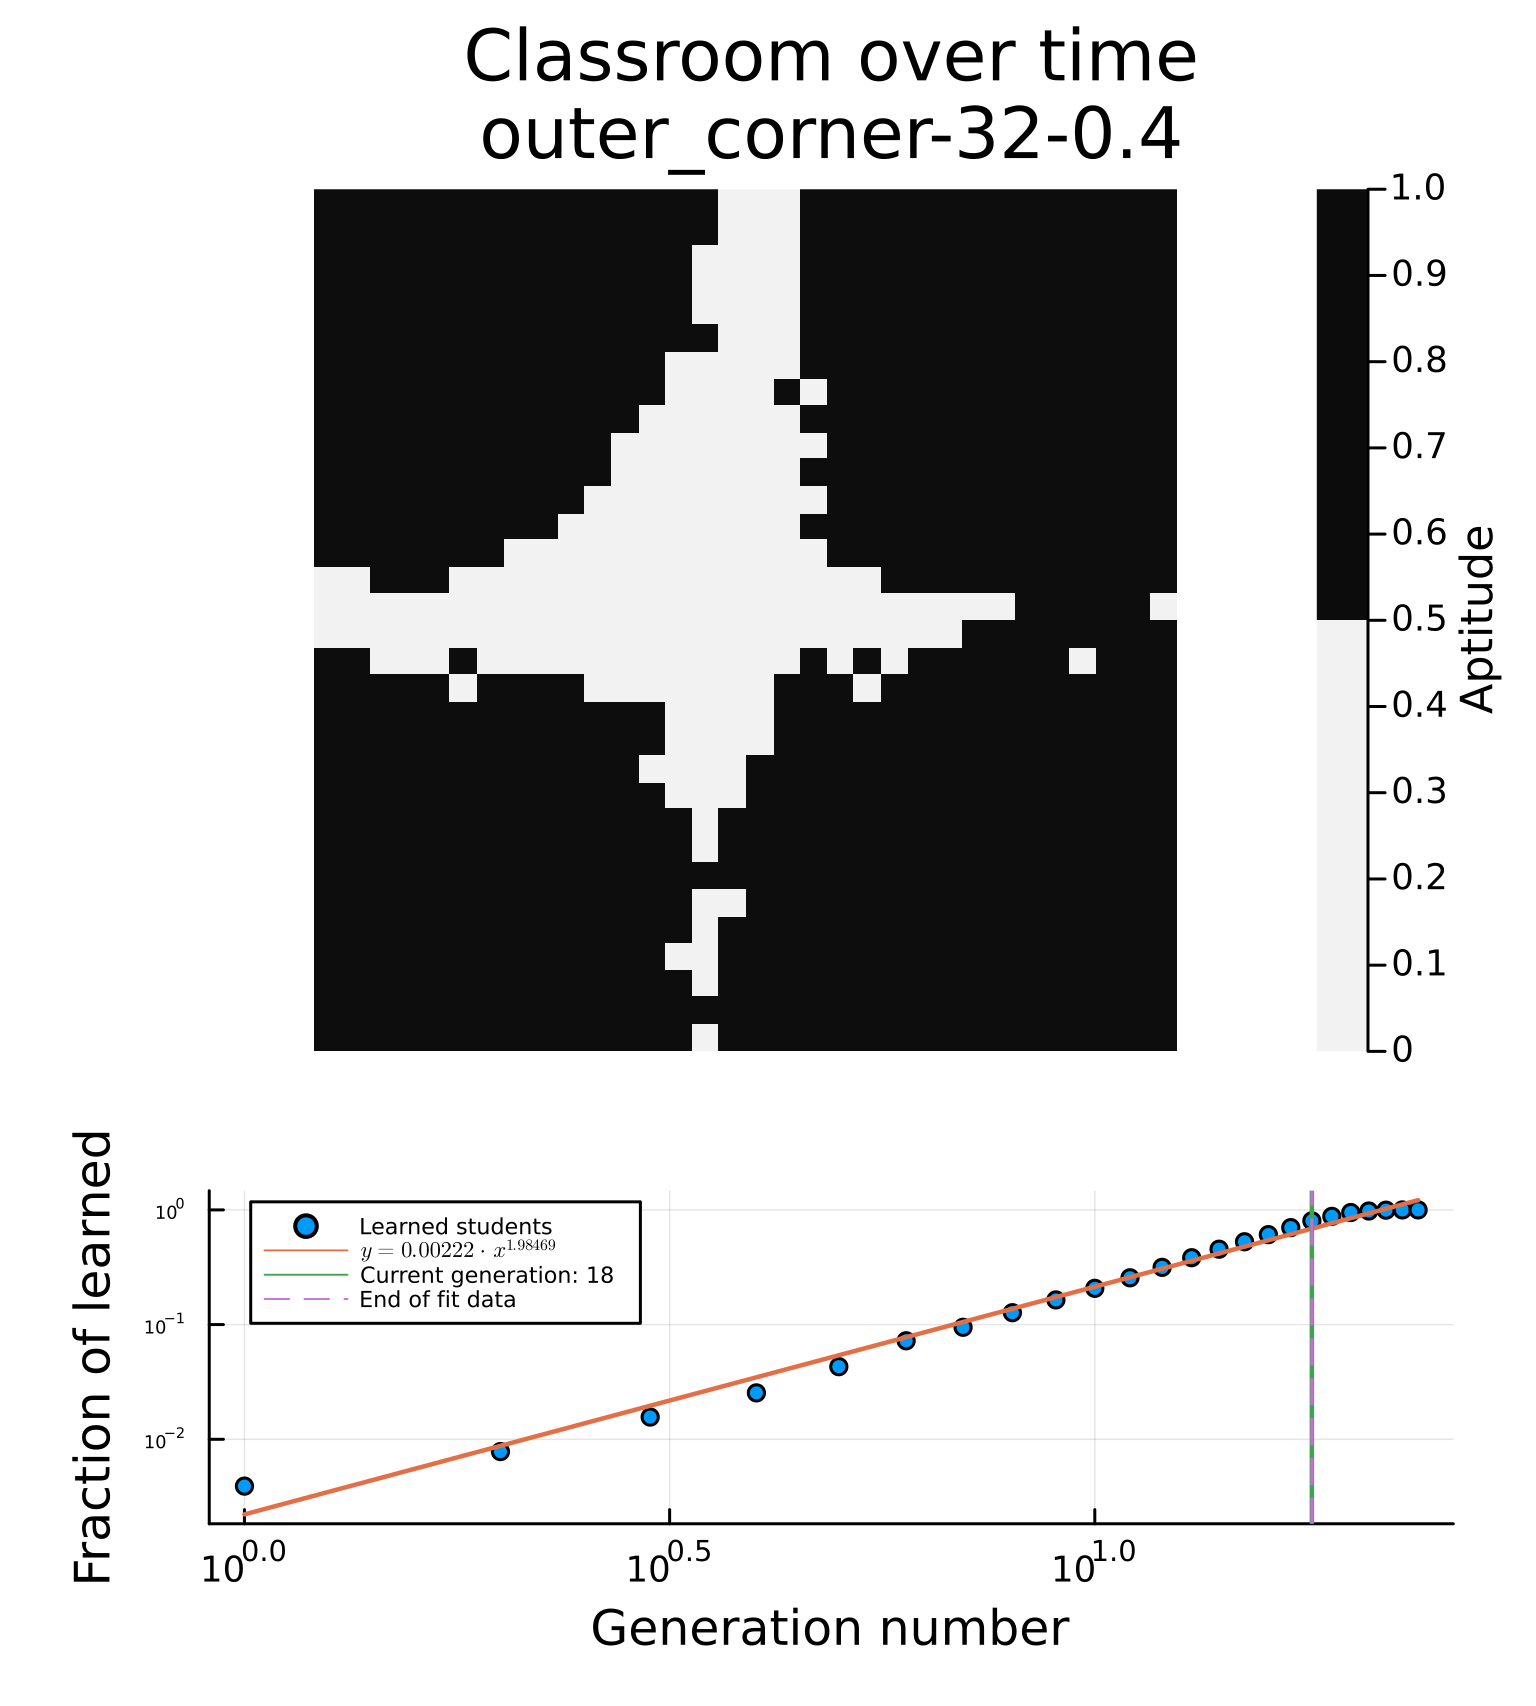 Classroom over time
outer_corner-32-0.4
1.0
0.9
0.8
0.7
0.6
0.5
0.4
0.3
0.2
0.1
0
Aptitude
Fraction of learned
10⁰
10⁻¹
10⁻²
Learned students
y = 0.00222 · x^1.98469
Current generation: 18
End of fit data
10^0.0
10^0.5
10^1.0
Generation number